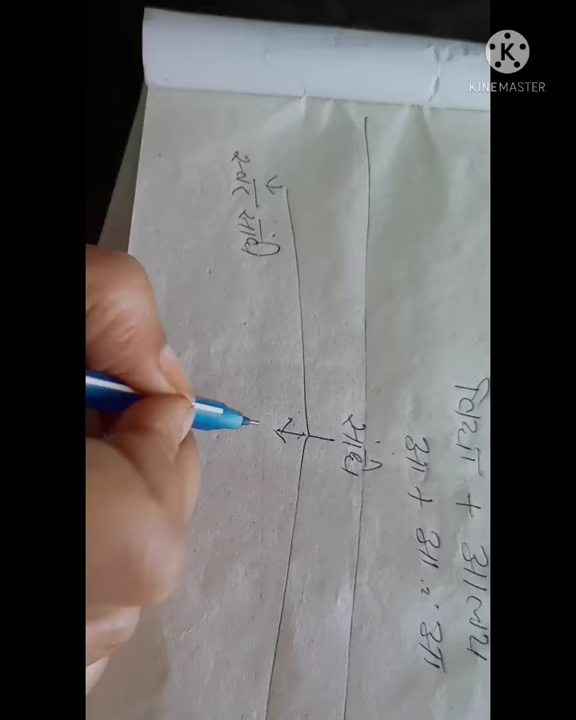 KINEMASTER
विद्या + आलय
आ + आ = आ
संधि
स्वर संधि